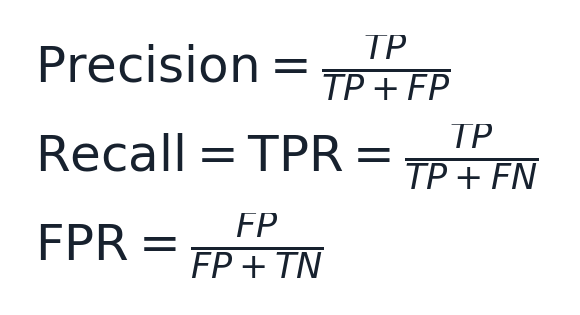 Precision = TP / TP + FP
Recall = TPR = TP / TP + FN
FPR = FP / FP + TN